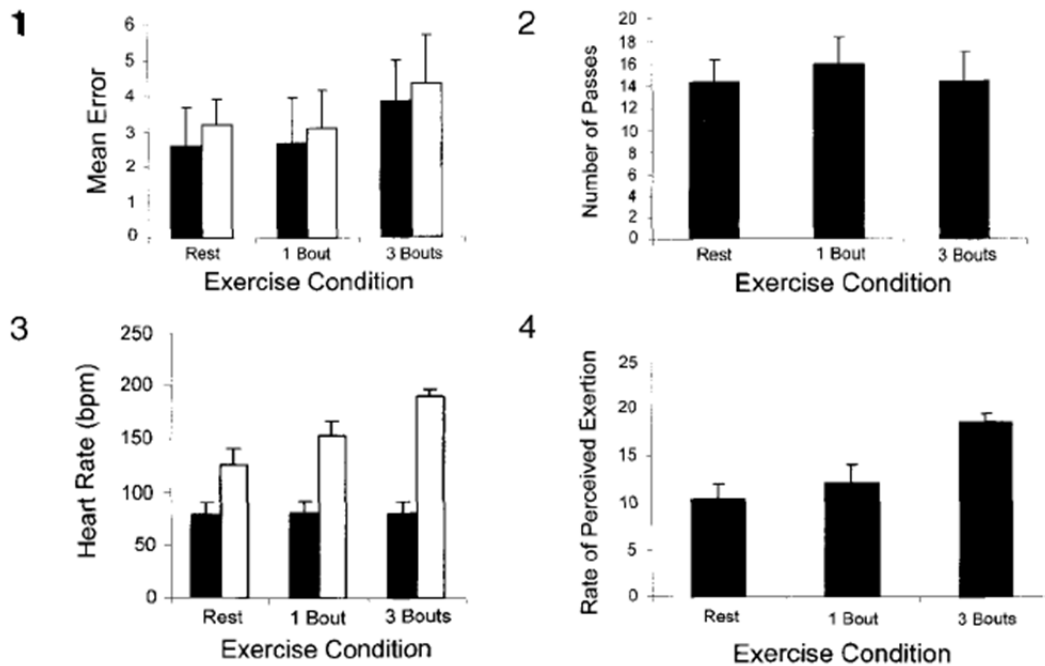 1
6
5
4
3
2
1
0
Mean Error
Rest 1 Bout 3 Bouts
Exercise Condition
2
20
18
16
14
12
10
8
6
4
2
0
Number of Passes
Rest 1 Bout 3 Bouts
Exercise Condition
3
250
200
150
100
50
0
Heart Rate (bpm)
Rest 1 Bout 3 Bouts
Exercise Condition
4
25
20
15
10
5
0
Rate of Perceived Exertion
Rest 1 Bout 3 Bouts
Exercise Condition